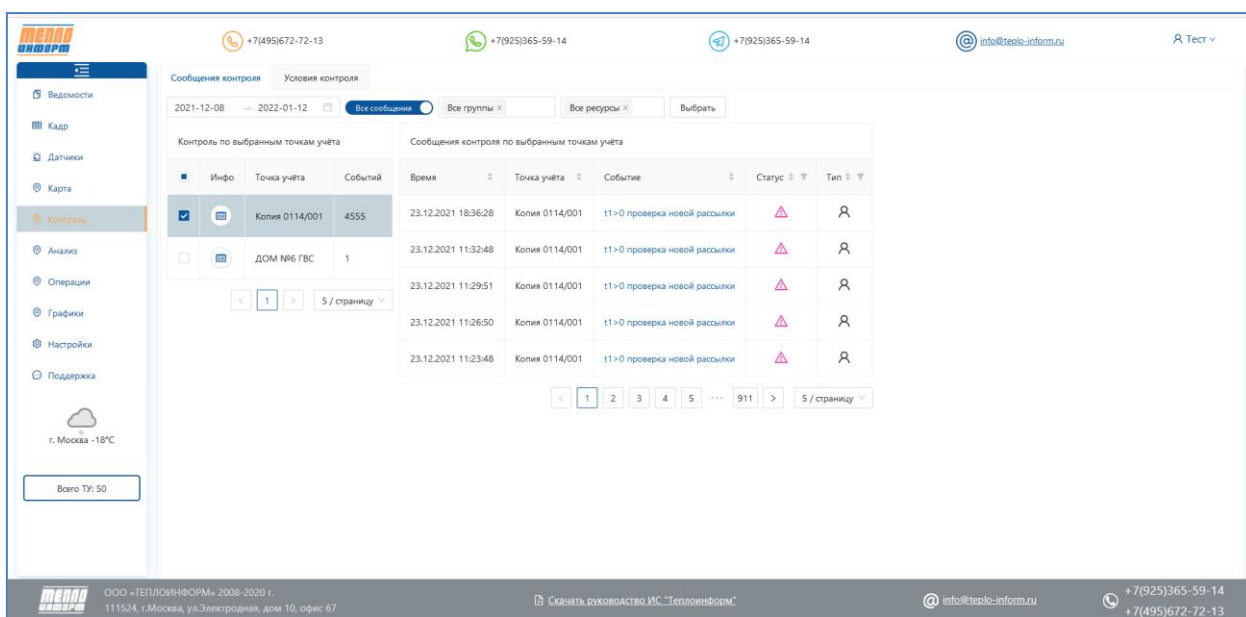 ТЕПЛО
ИНФОРМ
+7(495)672-72-13
+7(925)365-59-14
+7(925)365-59-14
info@teplo-inform.ru
Тест
Ведомости
Кадр
Датчики
Карта
Контроль
Анализ
Операции
Графики
Настройки
Поддержка
г. Москва -18°C
Всего ТУ: 50
Сообщения контроля Условия контроля
2021-12-08 → 2022-01-12 Все сообщения Все группы × Все ресурсы × Выбрать
Контроль по выбранным точкам учёта
Инфо Точка учёта Событий
Копия 0114/001 4555
ДОМ №6 ГВС 1
< 1 > 5 / страницу
Сообщения контроля по выбранным точкам учёта
Время Точка учёта Событие Статус Тип
23.12.2021 18:36:28 Копия 0114/001 t1>0 проверка новой рассылки
23.12.2021 11:32:48 Копия 0114/001 t1>0 проверка новой рассылки
23.12.2021 11:29:51 Копия 0114/001 t1>0 проверка новой рассылки
23.12.2021 11:26:50 Копия 0114/001 t1>0 проверка новой рассылки
23.12.2021 11:23:48 Копия 0114/001 t1>0 проверка новой рассылки
< 1 2 3 4 5 ••• 911 > 5 / страницу
ТЕПЛО
ИНФОРМ
ООО «ТЕПЛОИНФОРМ» 2008-2020 г.
111524, г.Москва, ул.Электродная, дом 10, офис 67
Скачать руководство ИС "Теплоинформ"
info@teplo-inform.ru
+7(925)365-59-14
+7(495)672-72-13